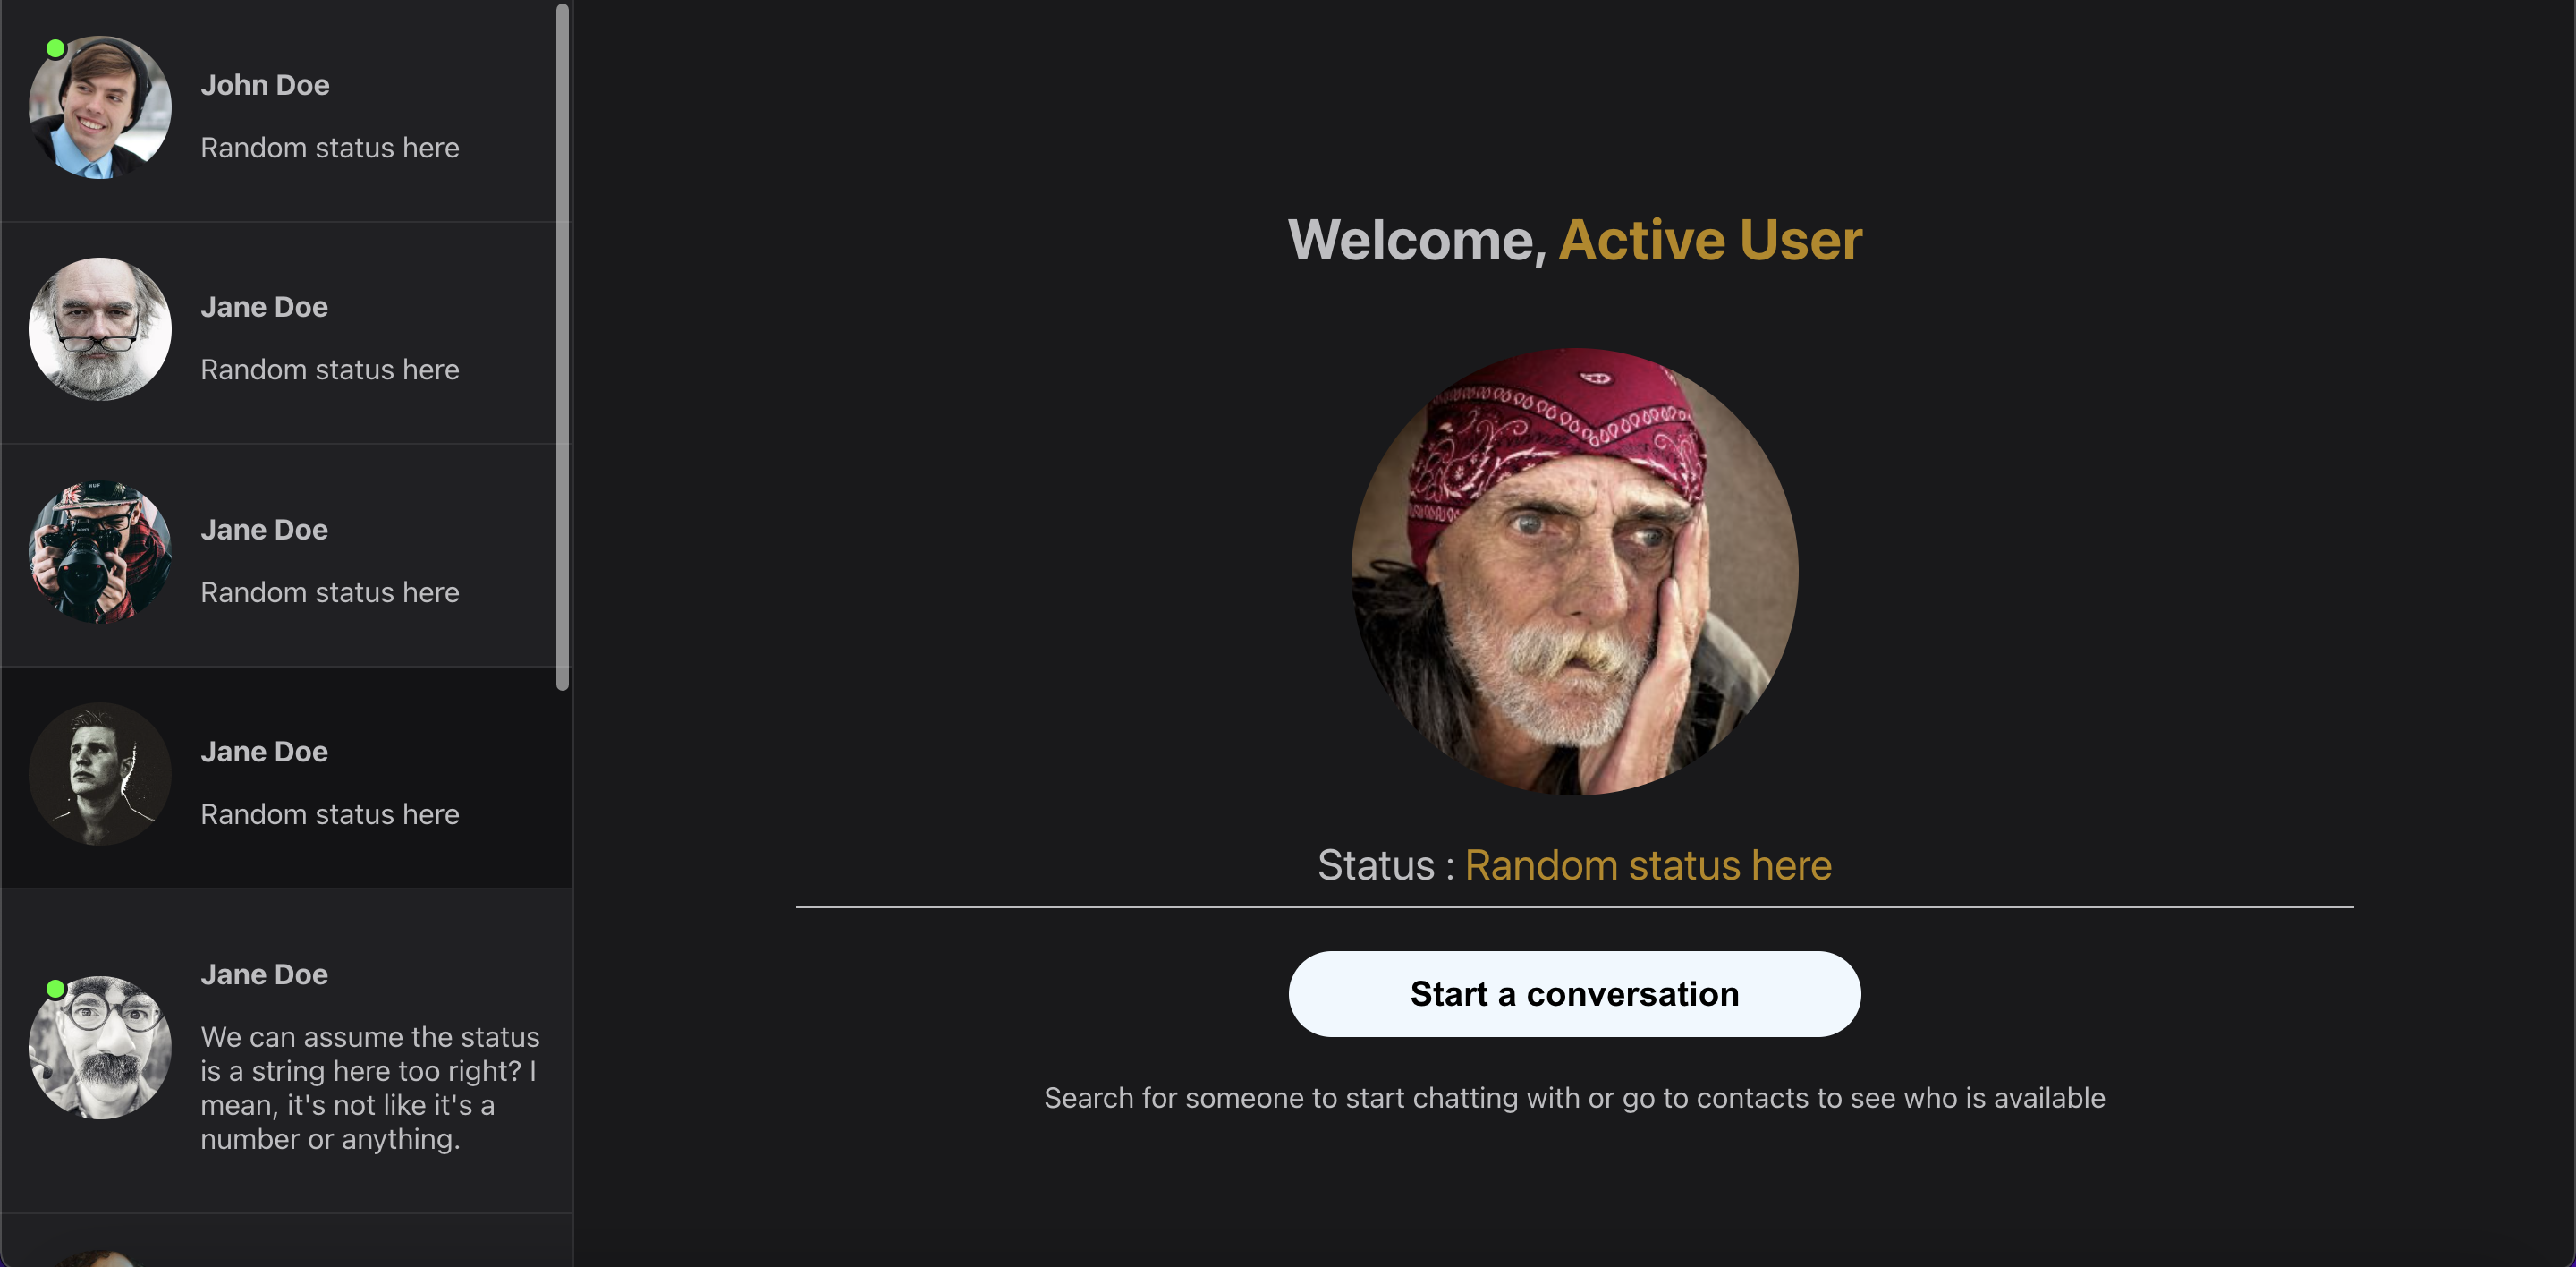 John Doe
Random status here
Jane Doe
Random status here
Jane Doe
Random status here
Jane Doe
Random status here
Jane Doe
We can assume the status
is a string here too right? I
mean, it's not like it's a
number or anything.
Welcome, Active User
Status : Random status here
Start a conversation
Search for someone to start chatting with or go to contacts to see who is available